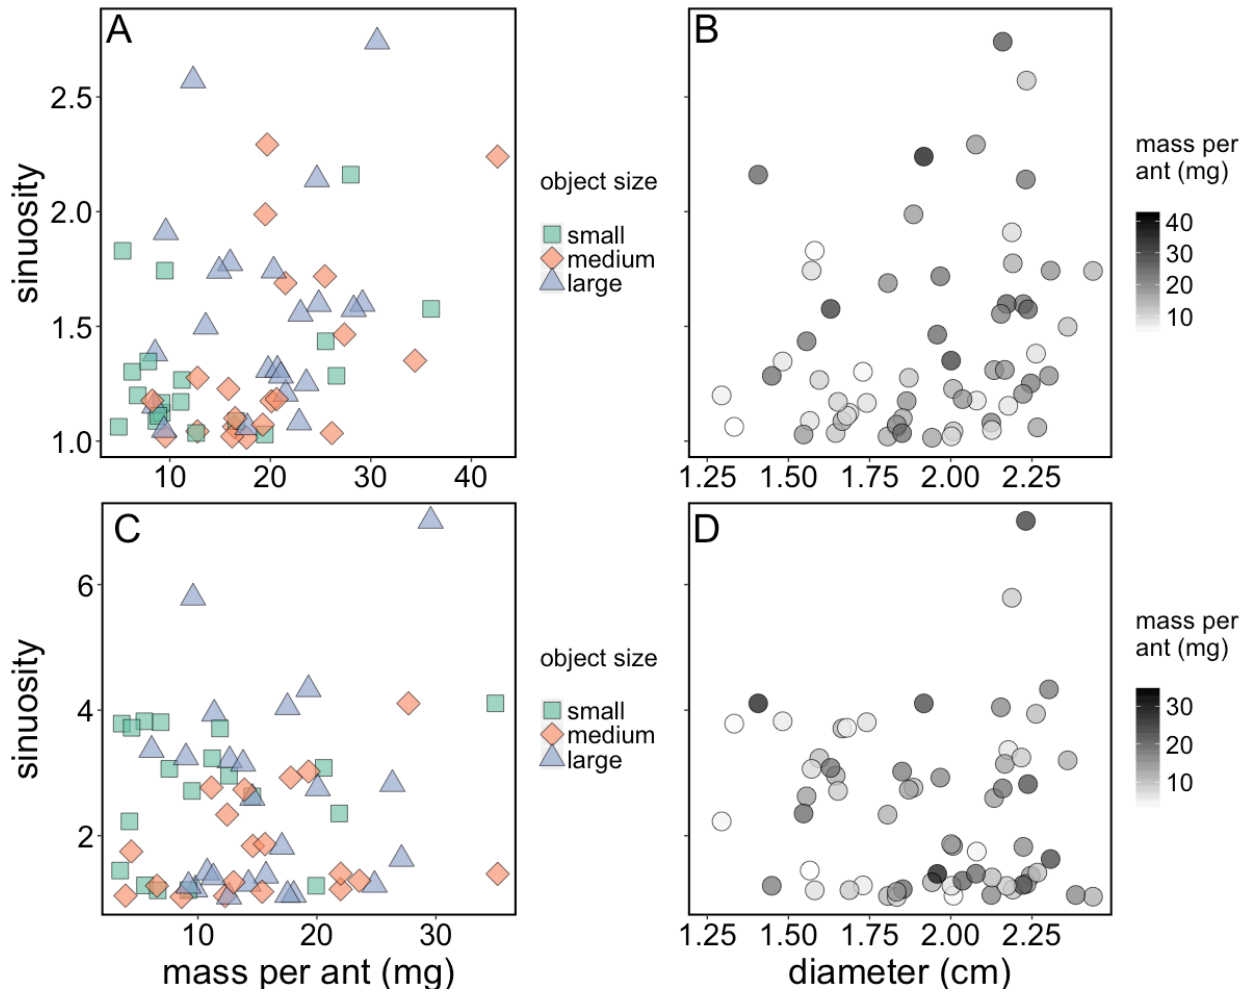 A
B
sinuosity
2.5
2.0
1.5
1.0
10
20
30
40
object size
small
medium
large
1.25
1.50
1.75
2.00
2.25
mass per
ant (mg)
40
30
20
10
C
D
sinuosity
6
4
2
10
20
30
mass per ant (mg)
object size
small
medium
large
1.25
1.50
1.75
2.00
2.25
diameter (cm)
mass per
ant (mg)
30
20
10